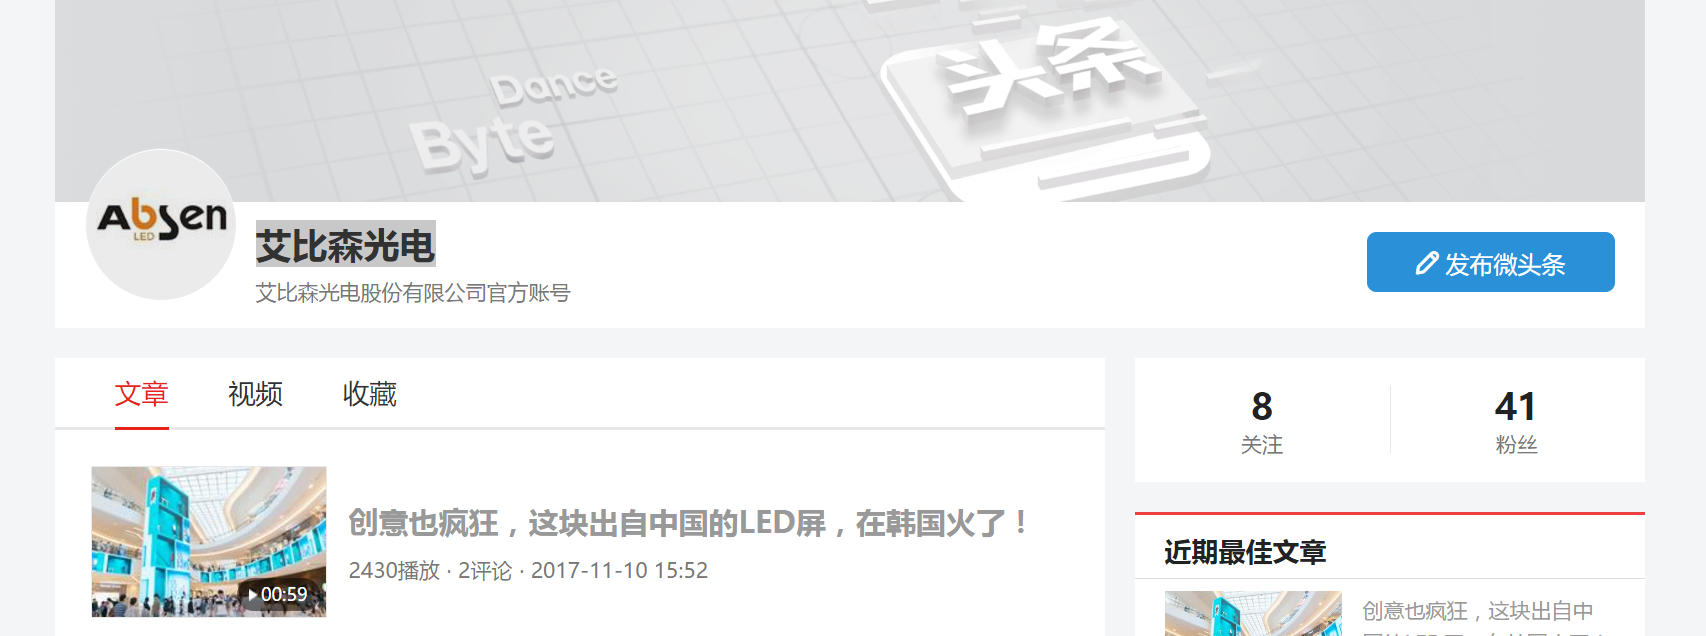 Dance
Byte
头条
Absen
LED
艾比森光电
艾比森光电股份有限公司官方账号
发布微头条
文章 视频 收藏
8
关注
41
粉丝
00:59
创意也疯狂，这块出自中国的LED屏，在韩国火了！
2430播放 · 2评论 · 2017-11-10 15:52
近期最佳文章
创意也疯狂，这块出自中